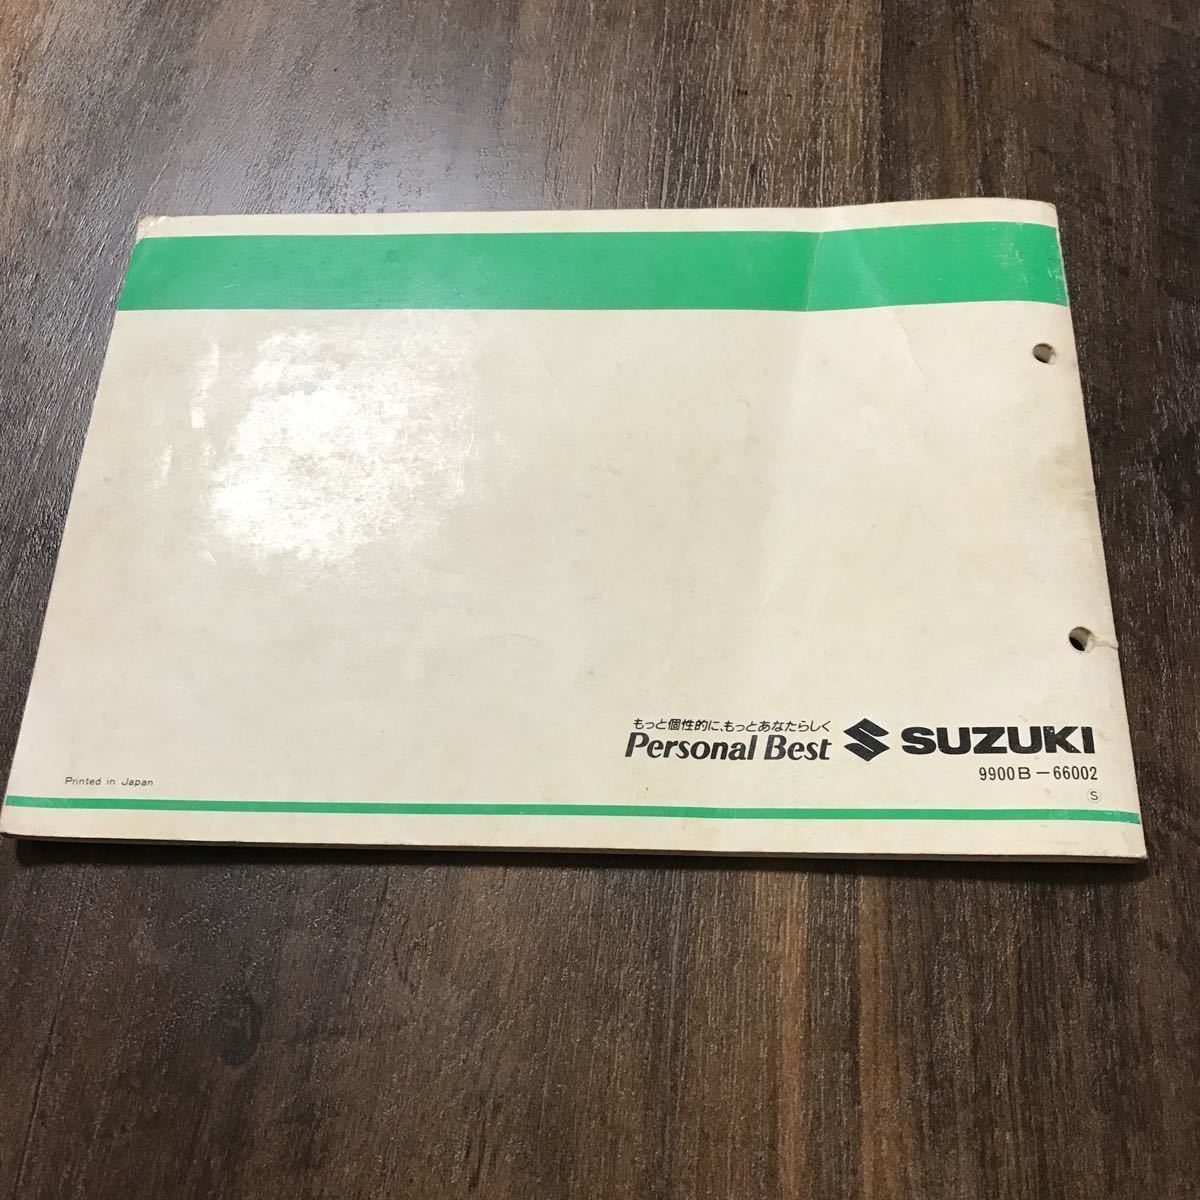 もっと個性的に、もっとあなたらしく
Personal Best SUZUKI
9900B-66002
Ⓢ
Printed in Japan